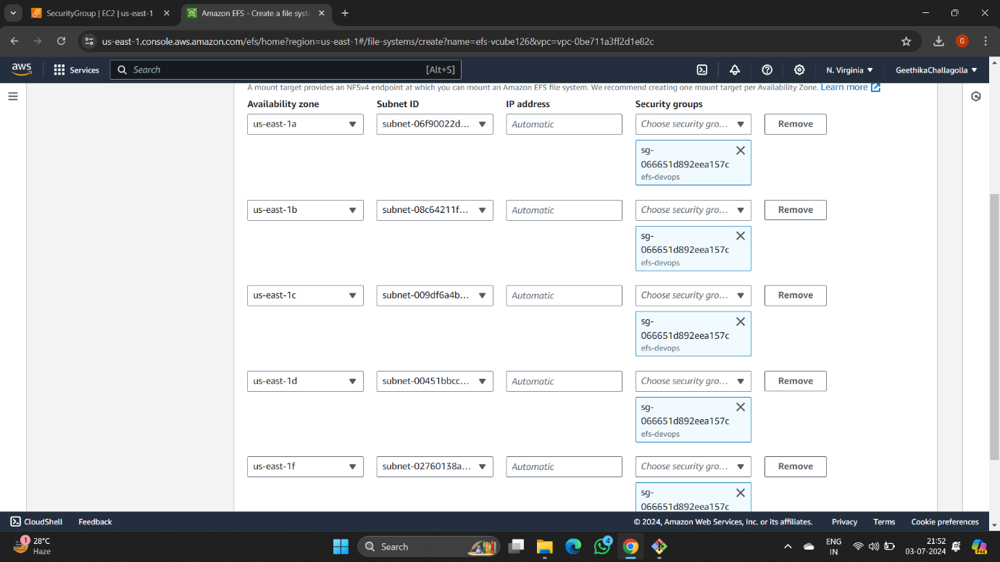 SecurityGroup | EC2 | us-east-1
Amazon EFS - Create a file syste
us-east-1.console.aws.amazon.com/efs/home?region=us-east-1#/file-systems/create?name=efs-vcube126&vpc=vpc-0be711a3ff2d1e82c
G
aws
Services
Search
[Alt+S]
N. Virginia
GeethikaChallagolla
A mount target provides an NFSv4 endpoint at which you can mount an Amazon EFS file system. We recommend creating one mount target per Availability Zone. Learn more
Availability zone Subnet ID IP address Security groups
us-east-1a subnet-06f90022d... Automatic Choose security gro... Remove
sg-
066651d892eea157c
efs-devops
us-east-1b subnet-08c64211f... Automatic Choose security gro... Remove
sg-
066651d892eea157c
efs-devops
us-east-1c subnet-009df6a4b... Automatic Choose security gro... Remove
sg-
066651d892eea157c
efs-devops
us-east-1d subnet-00451bbcc... Automatic Choose security gro... Remove
sg-
066651d892eea157c
efs-devops
us-east-1f subnet-02760138a... Automatic Choose security gro... Remove
sg-
066651d892eea157c
CloudShell Feedback © 2024, Amazon Web Services, Inc. or its affiliates. Privacy Terms Cookie preferences
1
28°C
Haze
Search
4
ENG
IN
21:52
03-07-2024
PRE